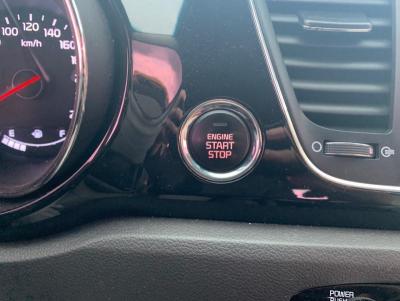 100
120
140
160
km/h
E
F
ENGINE
START
STOP
POWER